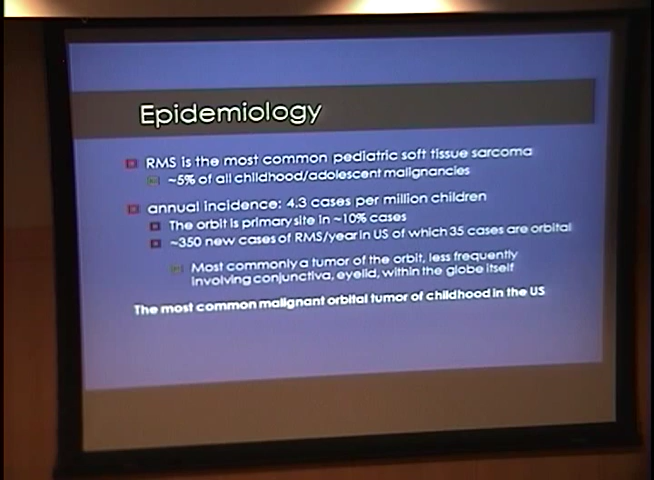 Epidemiology
RMS is the most common pediatric soft tissue sarcoma
~5% of all childhood/adolescent malignancies
annual incidence: 4.3 cases per million children
The orbit is primary site in ~10% cases
~350 new cases of RMS/year in US of which 35 cases are orbital
Most commonly a tumor of the orbit, less frequently
involving conjunctiva, eyelid, within the globe itself
The most common malignant orbital tumor of childhood in the US